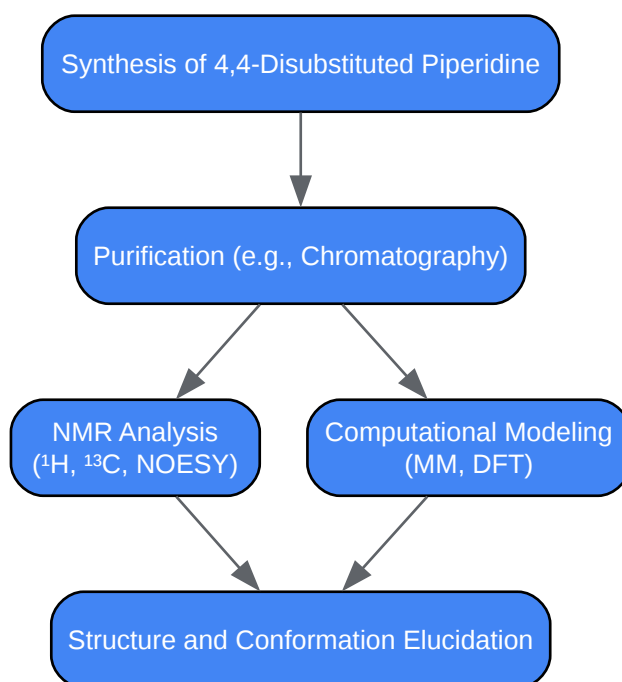 Synthesis of 4,4-Disubstituted Piperidine
Purification (e.g., Chromatography)
NMR Analysis
(¹H, ¹³C, NOESY)
Computational Modeling
(MM, DFT)
Structure and Conformation Elucidation